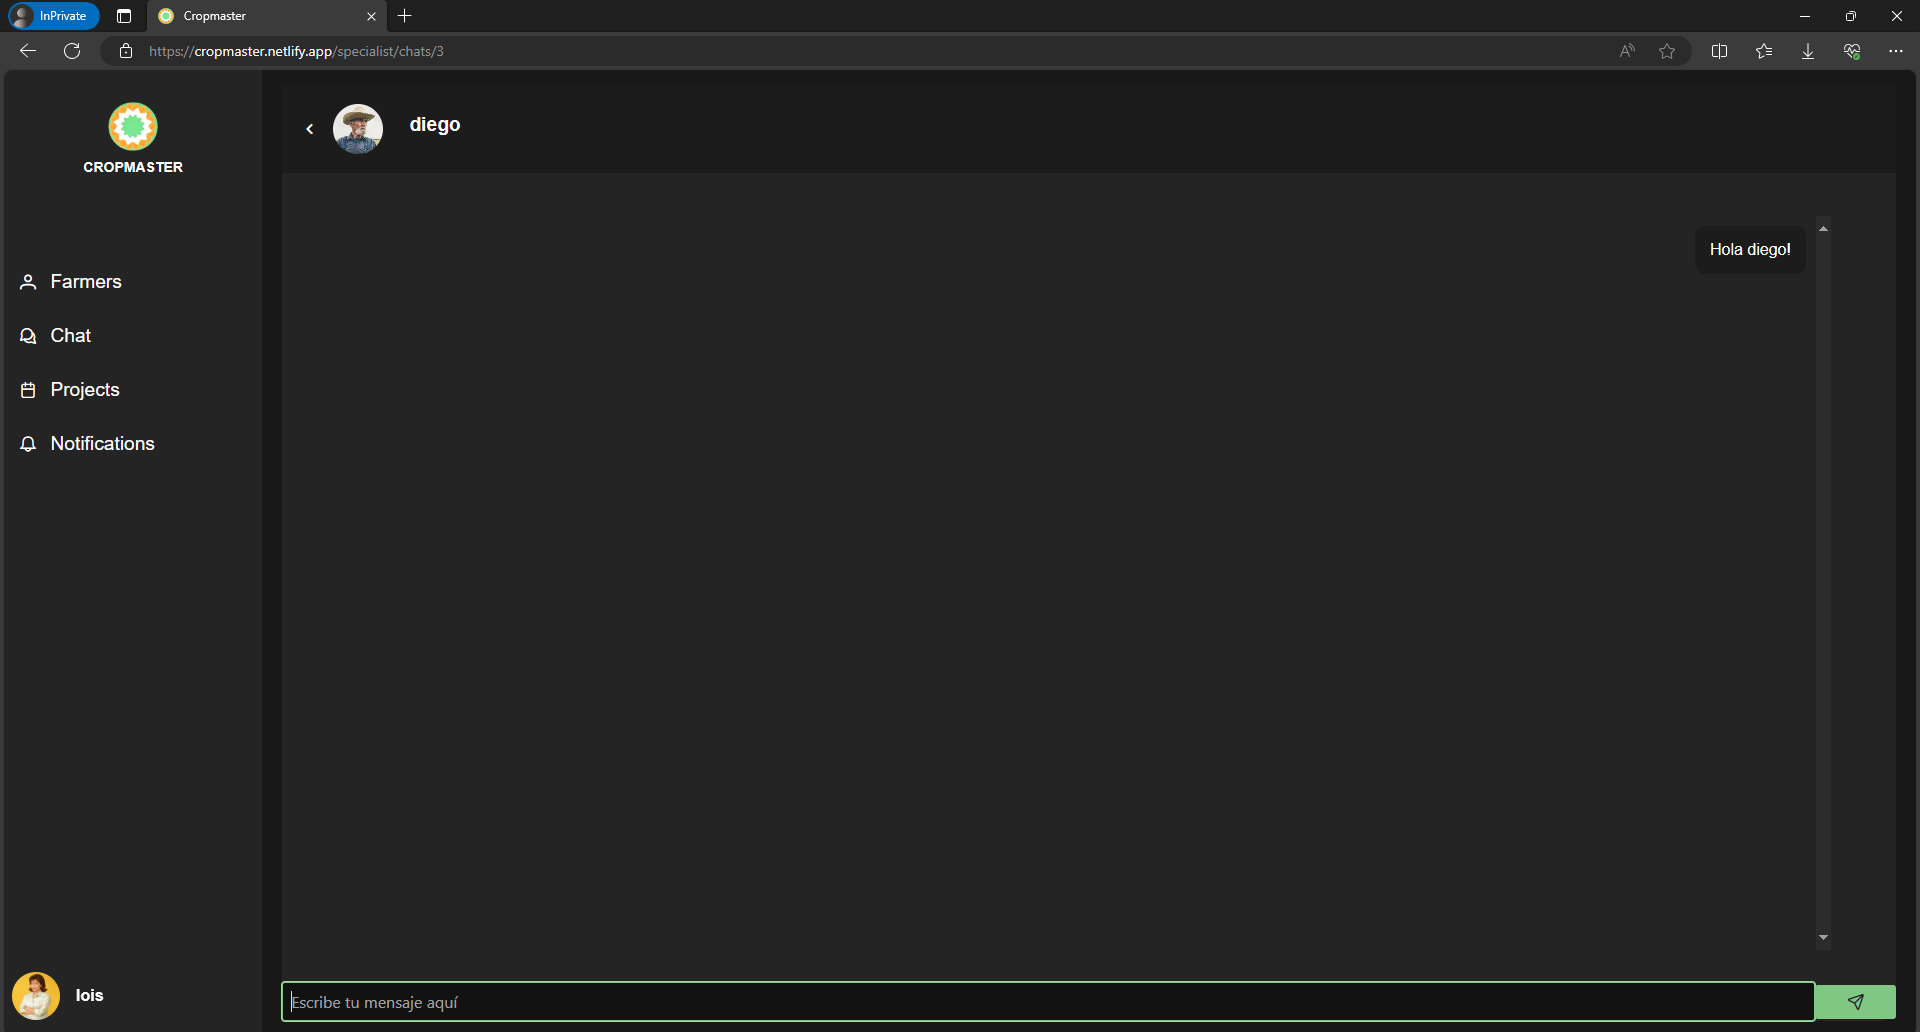 InPrivate
Cropmaster
https://cropmaster.netlify.app/specialist/chats/3
CROPMASTER
diego
Hola diego!
Farmers
Chat
Projects
Notifications
lois
Escribe tu mensaje aquí